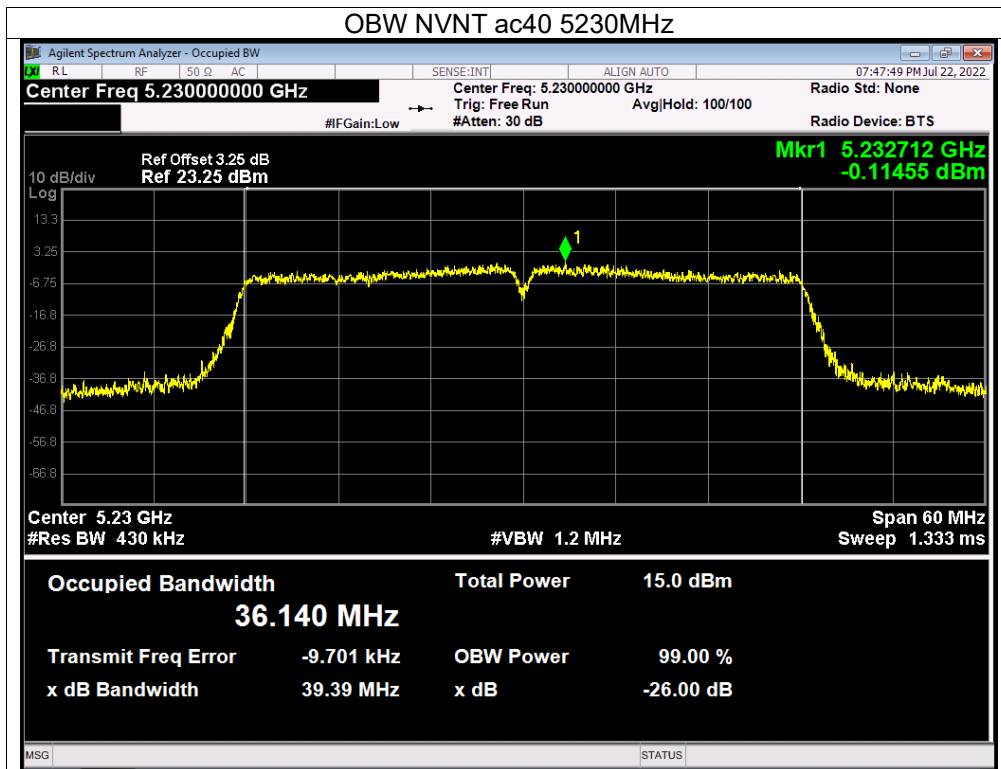 OBW NVNT ac40 5230MHz
Agilent Spectrum Analyzer - Occupied BW
LXI RL RF 50 Ω AC SENSE:INT ALIGN AUTO 07:47:49 PM Jul 22, 2022
Center Freq 5.230000000 GHz Center Freq: 5.230000000 GHz Radio Std: None
Trig: Free Run Avg|Hold: 100/100
#IFGain:Low #Atten: 30 dB Radio Device: BTS
Mkr1 5.232712 GHz
-0.11455 dBm
Ref Offset 3.25 dB
10 dB/div Ref 23.25 dBm
Log
13.3
3.25
-6.75
-16.8
-26.8
-36.8
-46.8
-56.8
-66.8
1
Center 5.23 GHz Span 60 MHz
#Res BW 430 kHz #VBW 1.2 MHz Sweep 1.333 ms
Occupied Bandwidth Total Power 15.0 dBm
36.140 MHz
Transmit Freq Error -9.701 kHz OBW Power 99.00 %
x dB Bandwidth 39.39 MHz x dB -26.00 dB
MSG STATUS